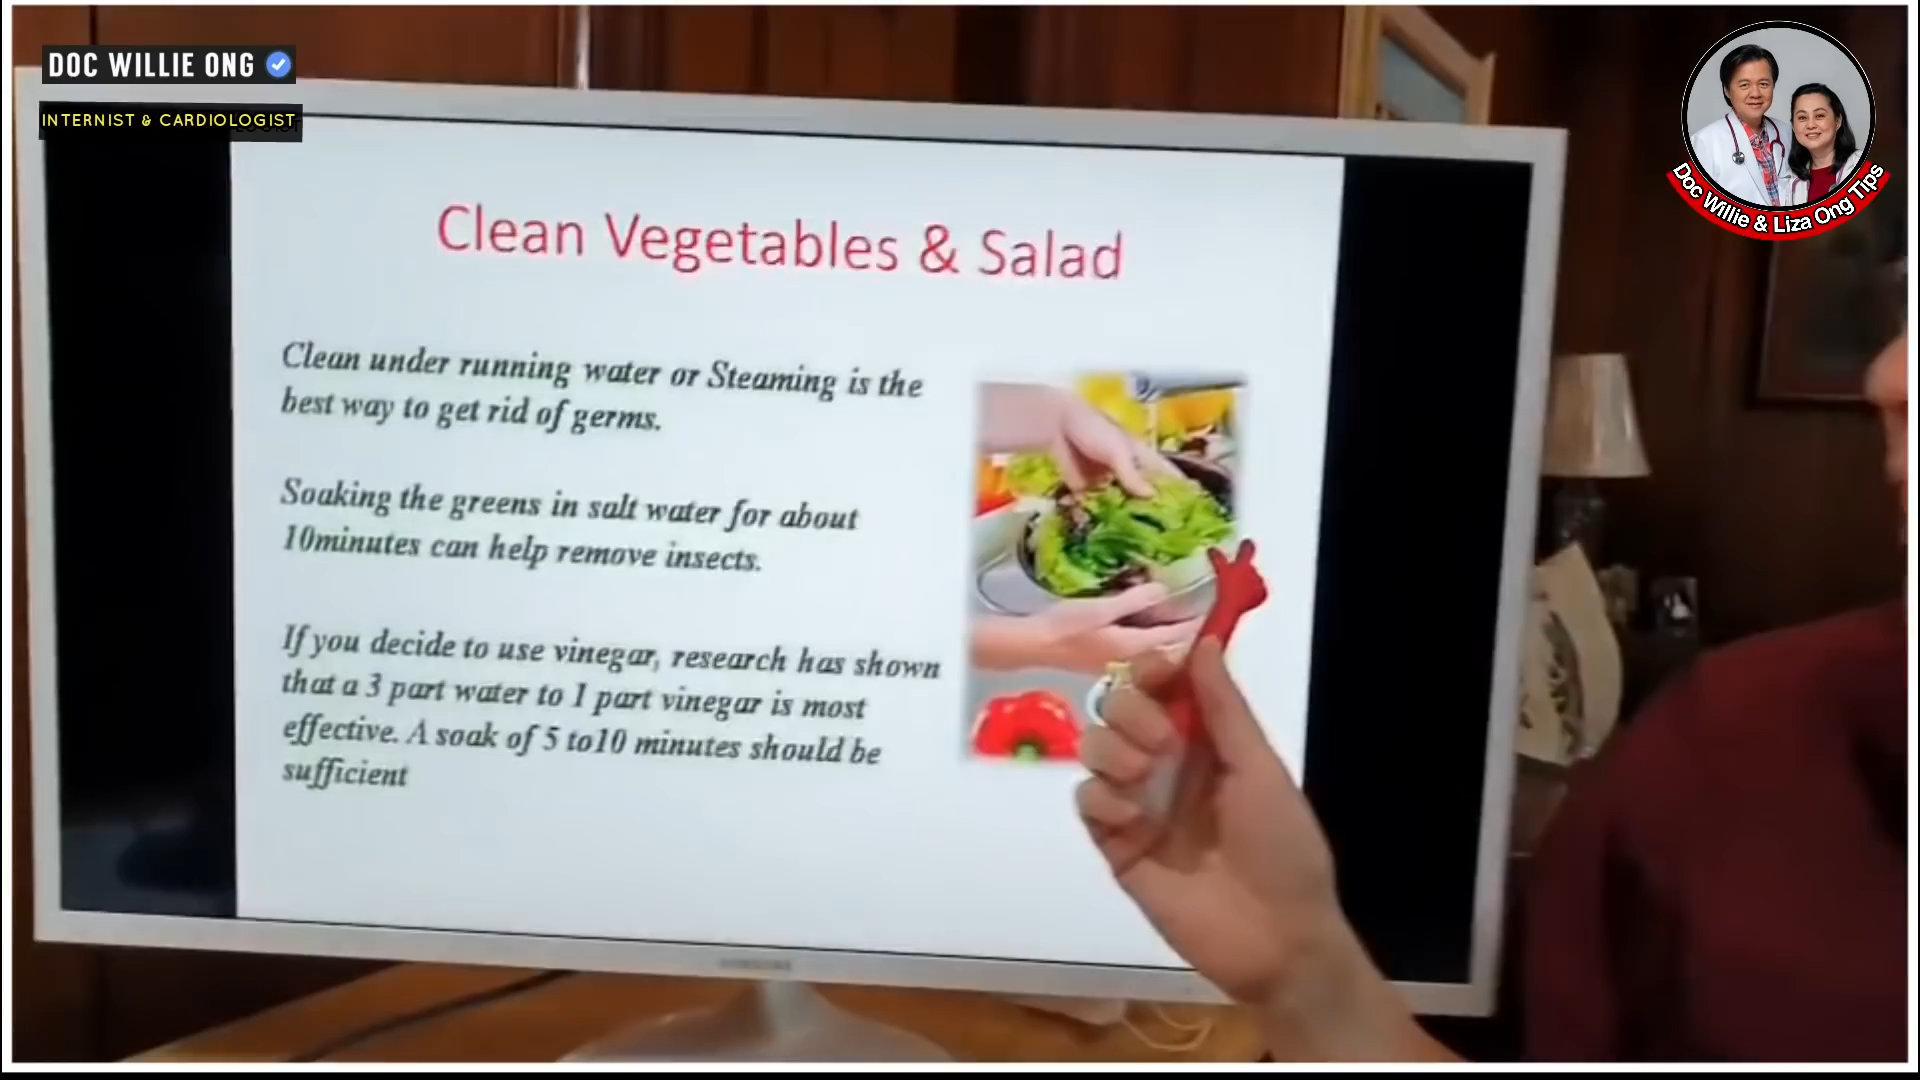 DOC WILLIE ONG
INTERNIST & CARDIOLOGIST
Doc Willie & Liza Ong Tips
Clean Vegetables & Salad
Clean under running water or Steaming is the
best way to get rid of germs.
Soaking the greens in salt water for about
10minutes can help remove insects.
If you decide to use vinegar, research has shown
that a 3 part water to 1 part vinegar is most
effective. A soak of 5 to10 minutes should be
sufficient